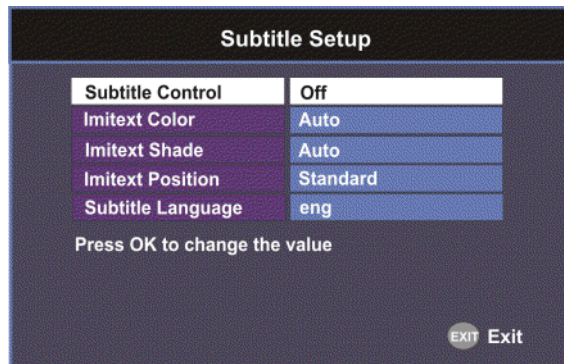 Subtitle Setup
Subtitle Control Off
Imitext Color Auto
Imitext Shade Auto
Imitext Position Standard
Subtitle Language eng
Press OK to change the value
EXIT Exit